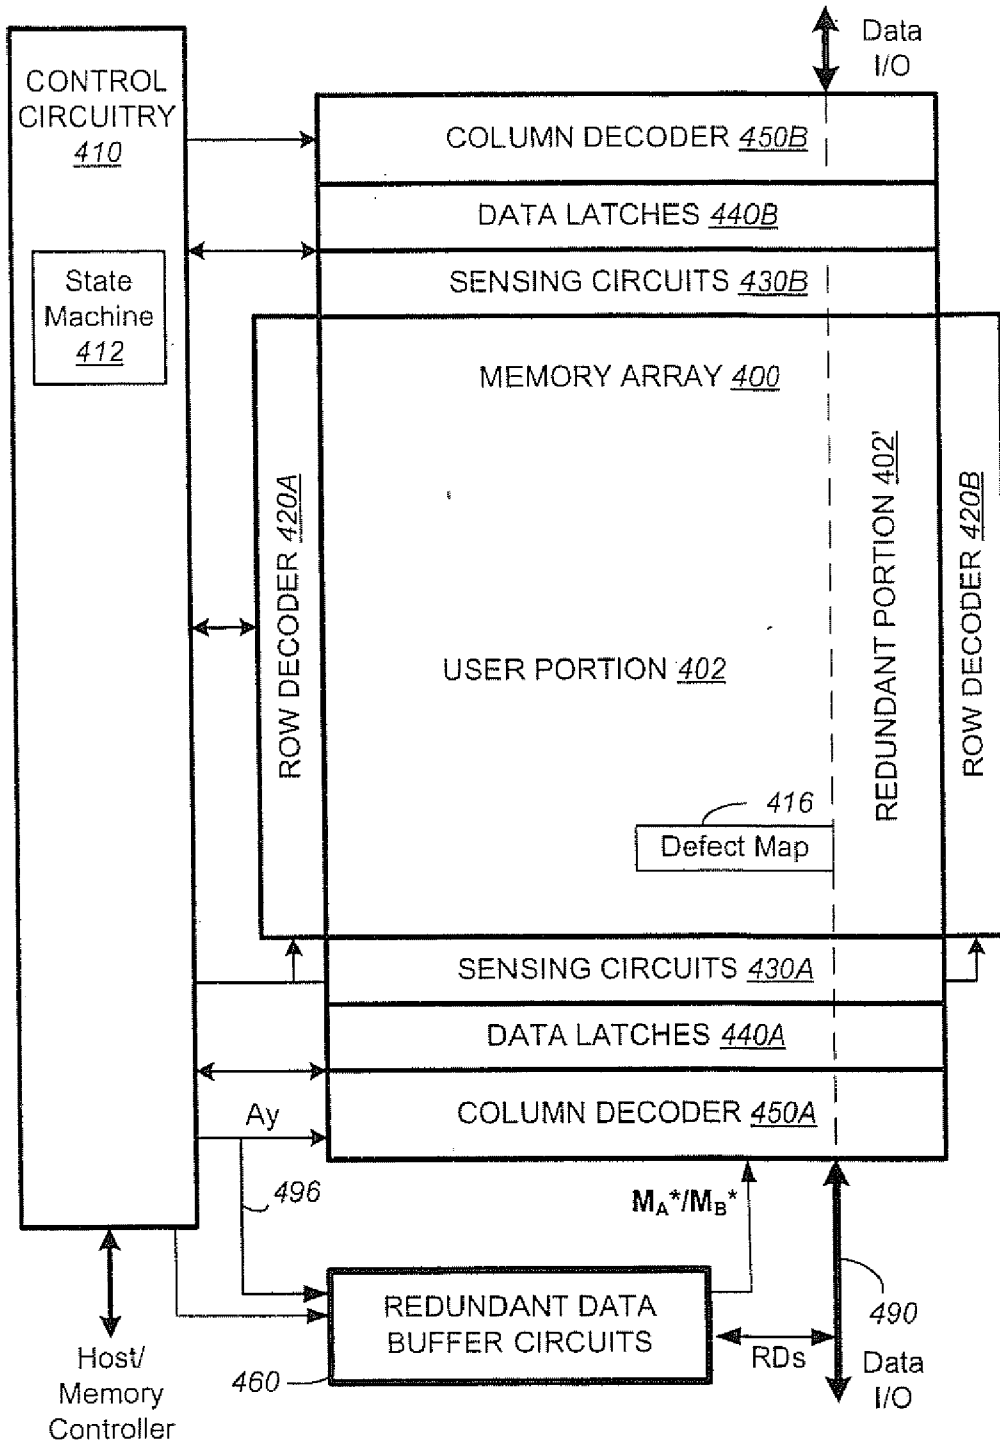 Data
I/O
CONTROL
CIRCUITRY
410
COLUMN DECODER 450B
DATA LATCHES 440B
SENSING CIRCUITS 430B
State
Machine
412
MEMORY ARRAY 400
ROW DECODER 420A
REDUNDANT PORTION 402'
ROW DECODER 420B
USER PORTION 402
416
Defect Map
SENSING CIRCUITS 430A
DATA LATCHES 440A
Ay
COLUMN DECODER 450A
496
MA*/MB*
REDUNDANT DATA
BUFFER CIRCUITS
490
RDs
460
Host/
Memory
Controller
Data
I/O